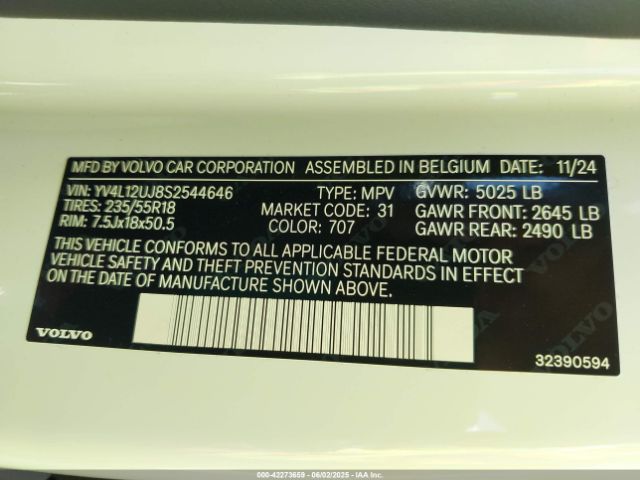 MFD BY VOLVO CAR CORPORATION ASSEMBLED IN BELGIUM DATE: 11/24
VIN: YV4L12UJ8S2544646 TYPE: MPV GVWR: 5025 LB
TIRES: 235/55R18 MARKET CODE: 31 GAWR FRONT: 2645 LB
RIM: 7.5Jx18x50.5 COLOR: 707 GAWR REAR: 2490 LB
THIS VEHICLE CONFORMS TO ALL APPLICABLE FEDERAL MOTOR
VEHICLE SAFETY AND THEFT PREVENTION STANDARDS IN EFFECT
ON THE DATE OF MANUFACTURE SHOWN ABOVE.
VOLVO
32390594
000-42273659 - 06/02/2025 - IAA Inc.